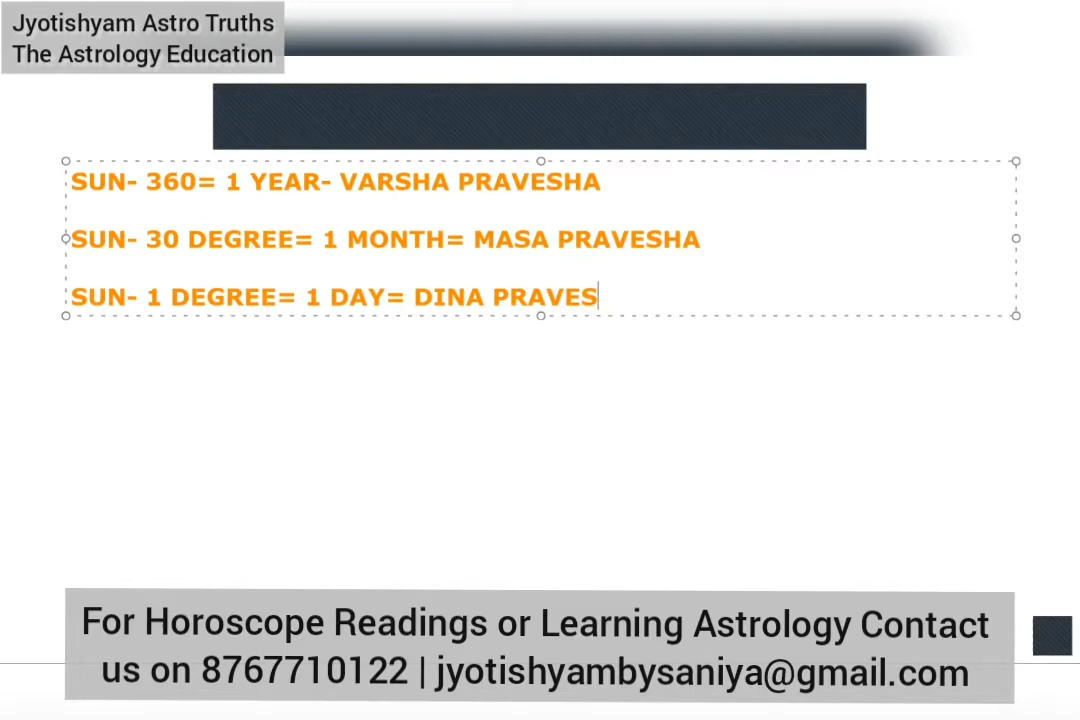 Jyotishyam Astro Truths
The Astrology Education
SUN- 360= 1 YEAR- VARSHA PRAVESHA
SUN- 30 DEGREE= 1 MONTH= MASA PRAVESHA
SUN- 1 DEGREE= 1 DAY= DINA PRAVES
For Horoscope Readings or Learning Astrology Contact
us on 8767710122 | jyotishyambysaniya@gmail.com